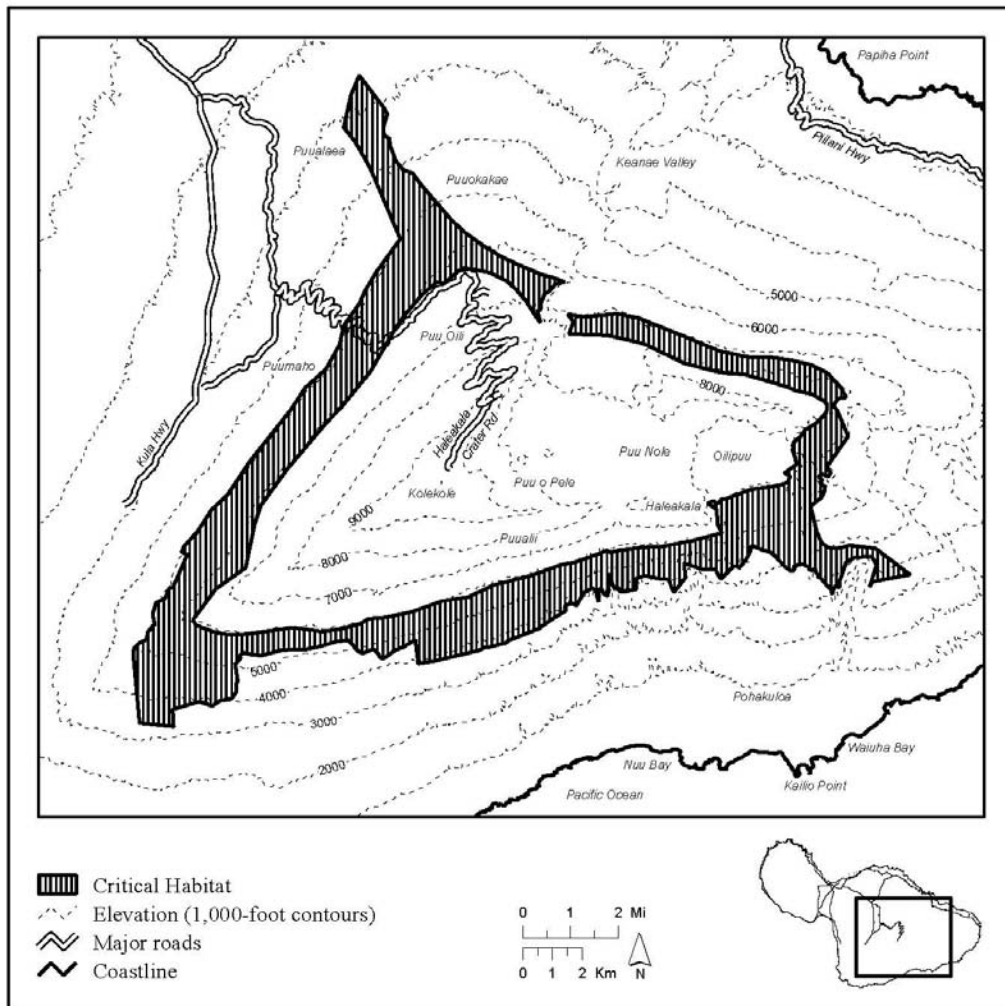 Papiha Point
Piilani Hwy
Puualaea
Keanae Valley
Puuokakae
5000
6000
Puu Oili
Puumaho
8000
Kula Hwy
Haleakala
Crater Rd
Puu Nole
Oilipuu
Puu o Pele
Kolekole
Haleakala
9000
Puualii
8000
7000
5000
4000
Pohakuloa
3000
Waiuha Bay
2000
Nuu Bay
Kailio Point
Pacific Ocean
Critical Habitat
Elevation (1,000-foot contours)
Major roads
Coastline
0 1 2 Mi
0 1 2 Km
N